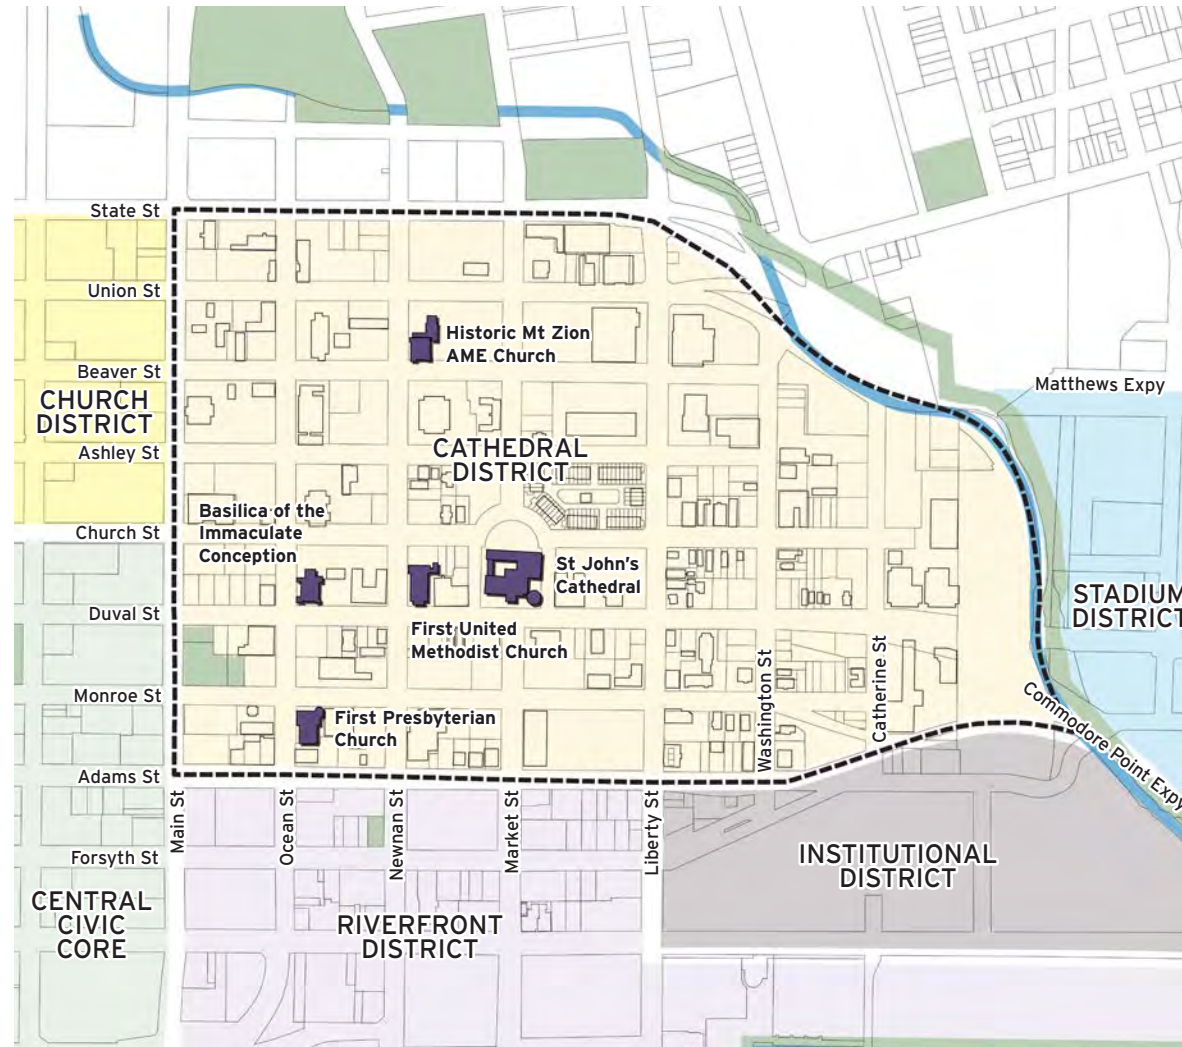 State St
Union St
Historic Mt Zion
AME Church
Beaver St
Matthews Expy
CHURCH
DISTRICT
CATHEDRAL
DISTRICT
Ashley St
Basilica of the
Immaculate
Conception
Church St
St John's
Cathedral
STADIUM
DISTRICT
Duval St
First United
Methodist Church
Washington St
Catherine St
Monroe St
Commodore Point Expy
First Presbyterian
Church
Adams St
Main St
Ocean St
Newnan St
Market St
Liberty St
Forsyth St
INSTITUTIONAL
DISTRICT
CENTRAL
CIVIC
CORE
RIVERFRONT
DISTRICT